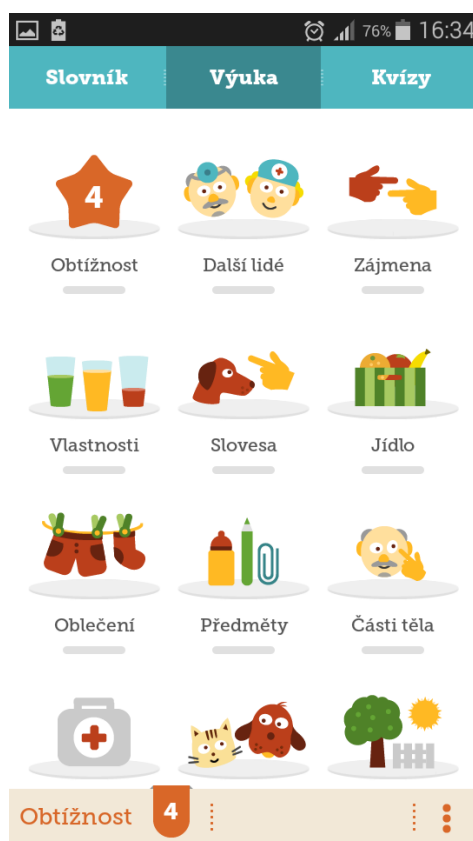 76% 16:34
Slovník Výuka Kvízy
4
Obtížnost Další lidé Zájmena
Vlastnosti Slovesa Jídlo
Oblečení Předměty Části těla
Obtížnost 4